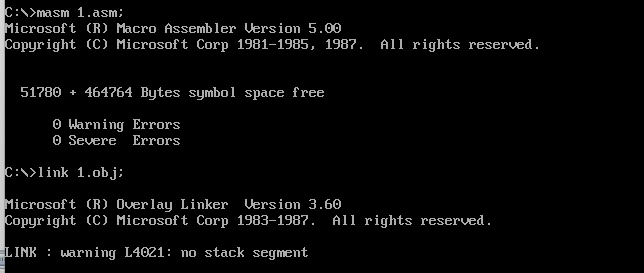 C:\>masm 1.asm;
Microsoft (R) Macro Assembler Version 5.00
Copyright (C) Microsoft Corp 1981-1985, 1987.  All rights reserved.
51780 + 464764 Bytes symbol space free
0 Warning Errors
0 Severe  Errors
C:\>link 1.obj;
Microsoft (R) Overlay Linker  Version 3.60
Copyright (C) Microsoft Corp 1983-1987.  All rights reserved.
LINK : warning L4021: no stack segment